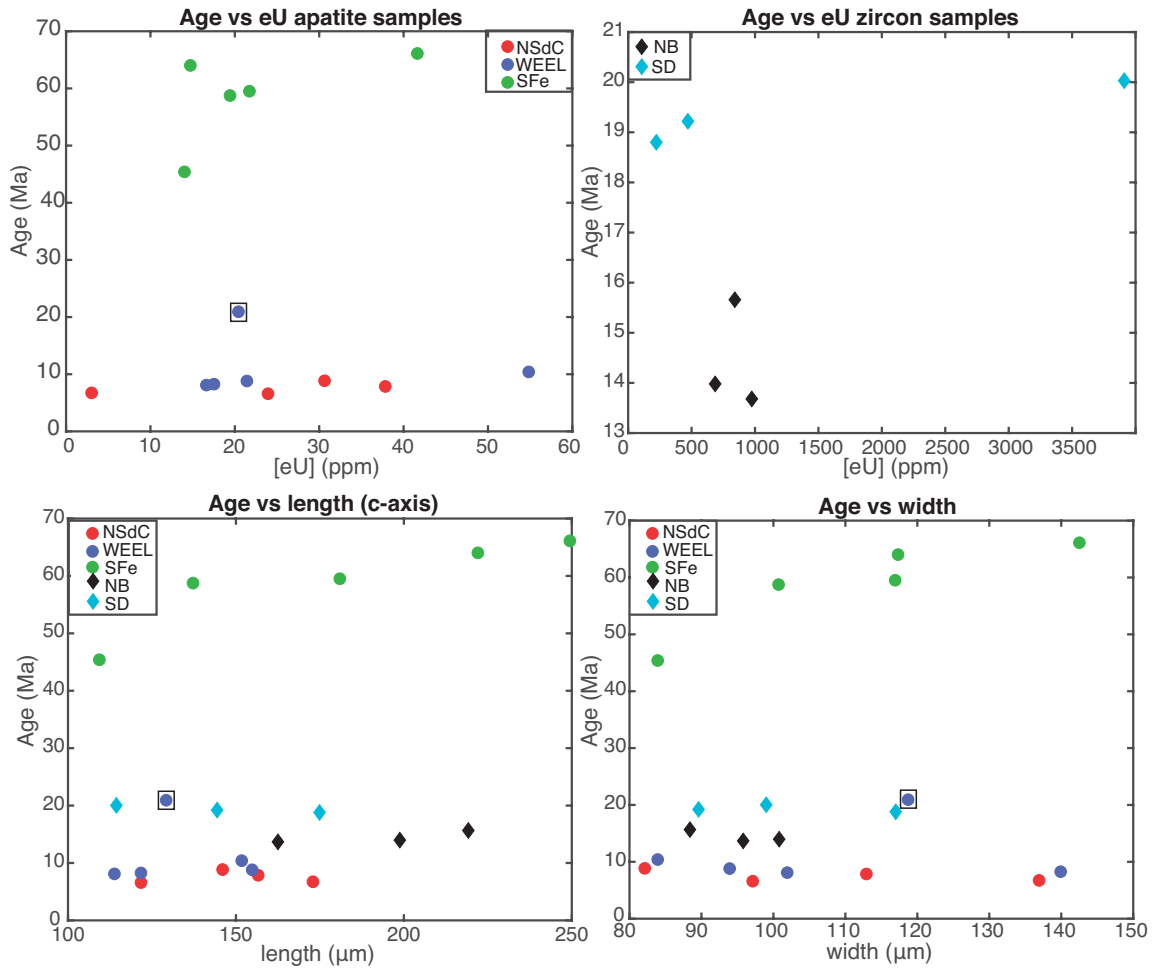 Age vs eU apatite samples
70
60
50
40
30
20
10
0
Age (Ma)
0 10 20 30 40 50 60
[eU] (ppm)
NSdC
WEEL
SFe
Age vs eU zircon samples
21
20
19
18
17
16
15
14
13
Age (Ma)
500 1000 1500 2000 2500 3000 3500
[eU] (ppm)
NB
SD
Age vs length (c-axis)
70
60
50
40
30
20
10
0
Age (Ma)
100 150 200 250
length (µm)
NSdC
WEEL
SFe
NB
SD
Age vs width
70
60
50
40
30
20
10
0
Age (Ma)
80 90 100 110 120 130 140 150
width (µm)
NSdC
WEEL
SFe
NB
SD